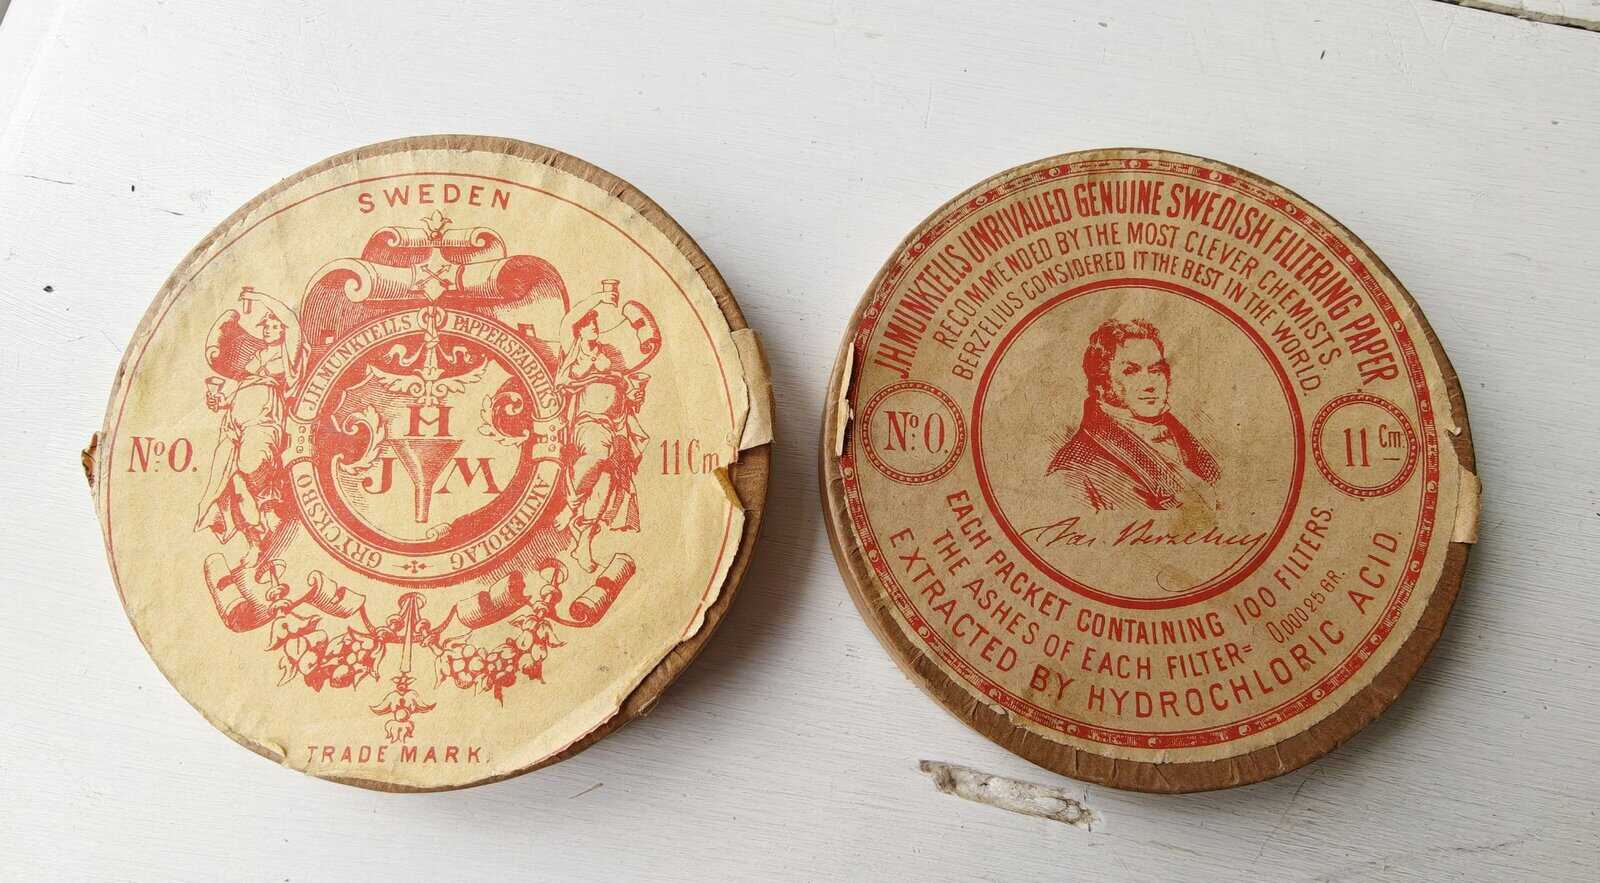 SWEDEN
J.H. MUNKTELLS PAPPERSFABRIKS
AKTIEBOLAG
GRYCKSBO
H
J M
No. 0.
11 Cm
TRADE MARK.
J.H. MUNKTELLS UNRIVALLED GENUINE SWEDISH FILTERING PAPER
RECOMMENDED BY THE MOST CLEVER CHEMISTS.
BERZELIUS CONSIDERED IT THE BEST IN THE WORLD.
No. 0.
11 Cm
Jac. Berzelius
EACH PACKET CONTAINING 100 FILTERS.
THE ASHES OF EACH FILTER = 0,00025 GR.
EXTRACTED BY HYDROCHLORIC ACID.